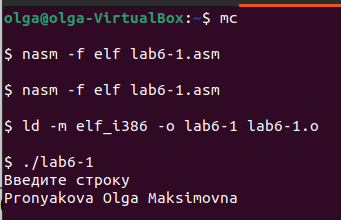 olga@olga-VirtualBox:~$ mc
$ nasm -f elf lab6-1.asm
$ nasm -f elf lab6-1.asm
$ ld -m elf_i386 -o lab6-1 lab6-1.o
$ ./lab6-1
Введите строку
Pronyakova Olga Maksimovna